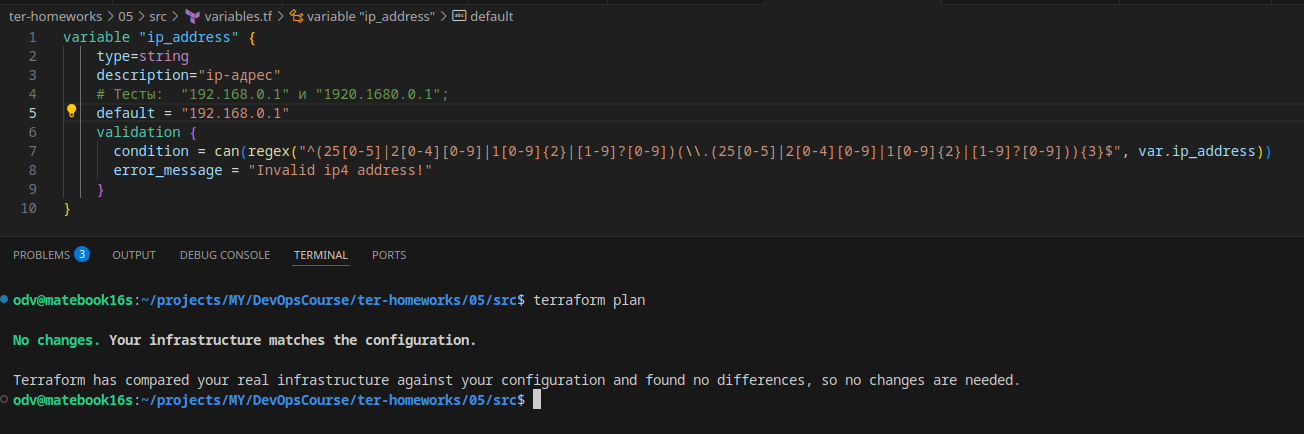 ter-homeworks > 05 > src > variables.tf > variable "ip_address" > default
1 variable "ip_address" {
2 type=string
3 description="ip-адрес"
4 # Тесты:  "192.168.0.1" и "1920.1680.0.1";
5 default = "192.168.0.1"
6 validation {
7 condition = can(regex("^(25[0-5]|2[0-4][0-9]|1[0-9]{2}|[1-9]?[0-9])(\\.(25[0-5]|2[0-4][0-9]|1[0-9]{2}|[1-9]?[0-9])){3}$", var.ip_address))
8 error_message = "Invalid ip4 address!"
9 }
10 }
PROBLEMS 3 OUTPUT DEBUG CONSOLE TERMINAL PORTS
odv@matebook16s:~/projects/MY/DevOpsCourse/ter-homeworks/05/src$ terraform plan
No changes. Your infrastructure matches the configuration.
Terraform has compared your real infrastructure against your configuration and found no differences, so no changes are needed.
odv@matebook16s:~/projects/MY/DevOpsCourse/ter-homeworks/05/src$